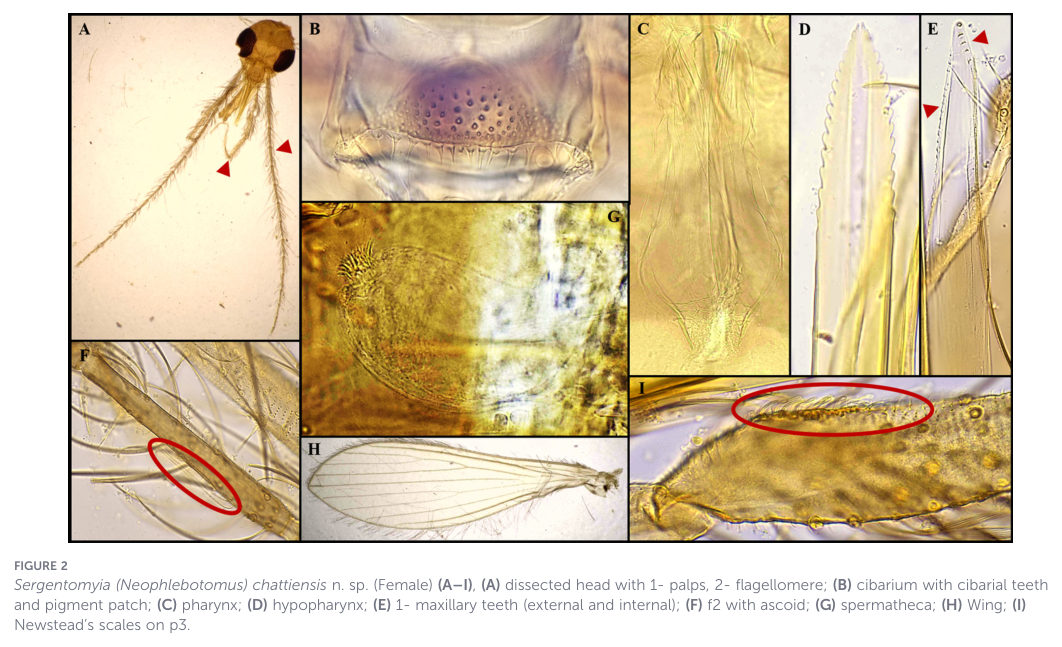 A
B
C
D
E
G
F
H
I
FIGURE 2
Sergentomyia (Neophlebotomus) chattiensis n. sp. (Female) (A–I), (A) dissected head with 1- palps, 2- flagellomere; (B) cibarium with cibarial teeth
and pigment patch; (C) pharynx; (D) hypopharynx; (E) 1- maxillary teeth (external and internal); (F) f2 with ascoid; (G) spermatheca; (H) Wing; (I)
Newstead’s scales on p3.